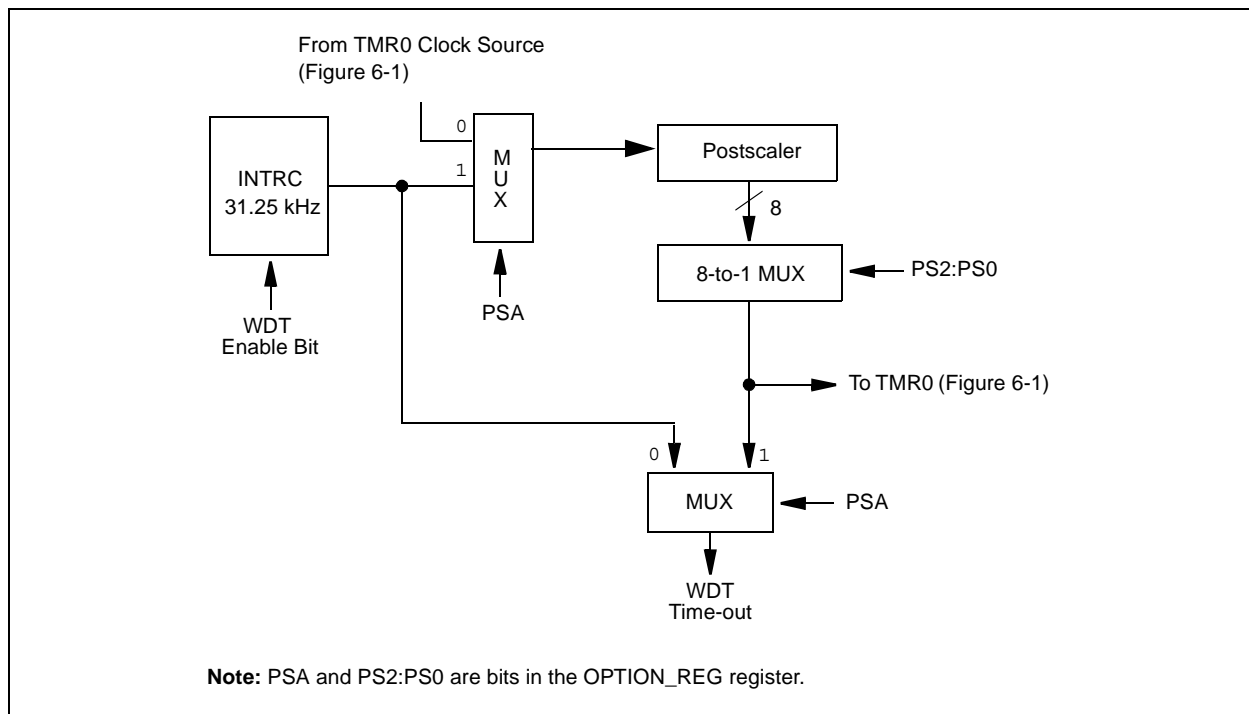 From TMR0 Clock Source
(Figure 6-1)
0
1
M
U
X
INTRC
31.25 kHz
Postscaler
8
8-to-1 MUX
PS2:PS0
PSA
WDT
Enable Bit
To TMR0 (Figure 6-1)
0
1
MUX
PSA
WDT
Time-out
Note: PSA and PS2:PS0 are bits in the OPTION_REG register.